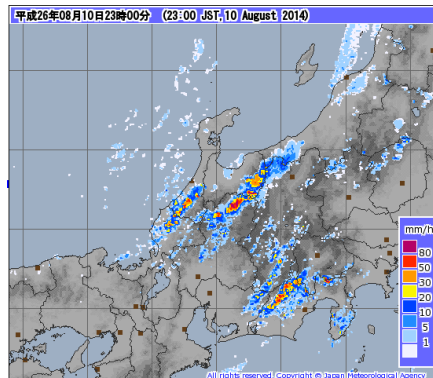 平成26年08月10日23時00分 (23:00 JST,10 August 2014)
mm/h
80
50
30
20
10
5
1
All rights reserved. Copyright © Japan Meteorological Agency